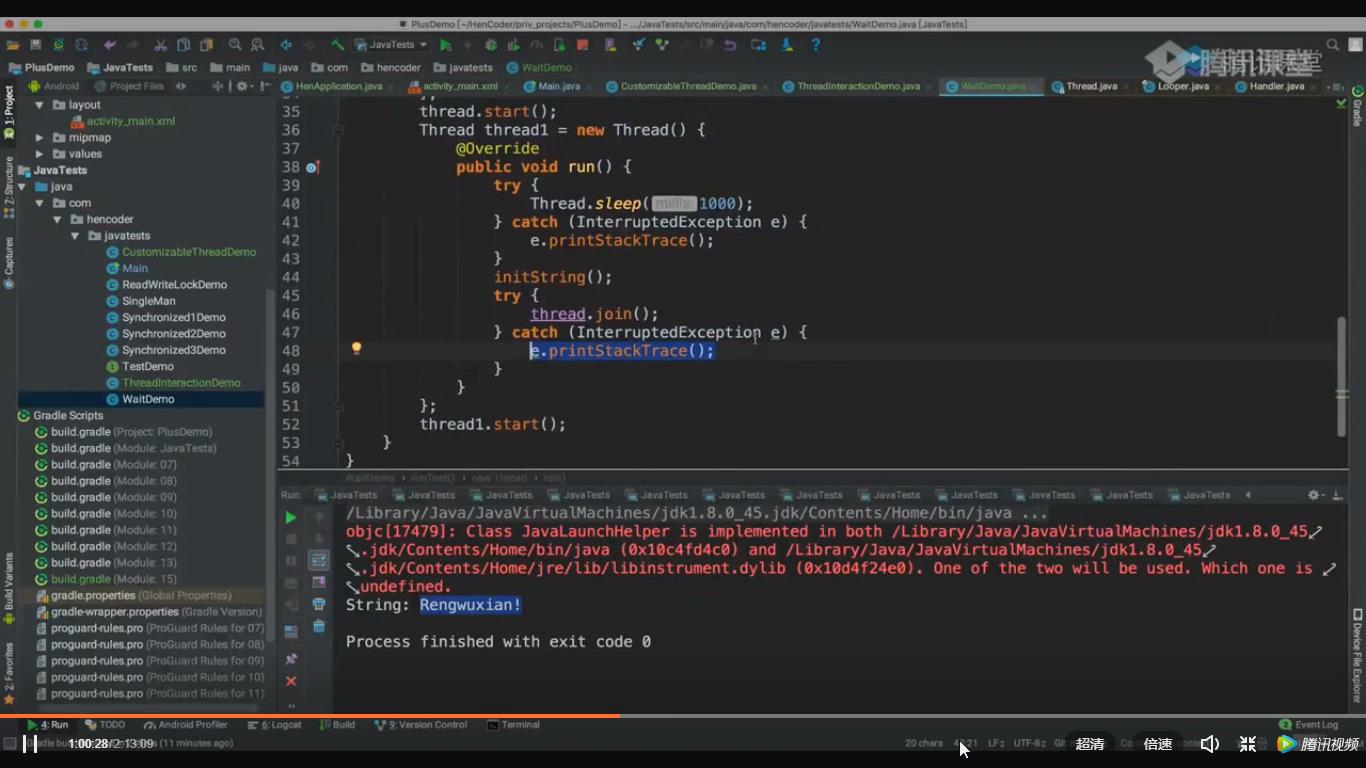 PlusDemo [~/HenCoder/priv_projects/PlusDemo] - .../JavaTests/src/main/java/com/hencoder/javatests/WaitDemo.java [JavaTests]
JavaTests
PlusDemo JavaTests src main java com hencoder javatests WaitDemo
腾讯课堂
Android Project Files
HenApplication.java activity_main.xml Main.java CustomizableThreadDemo.java ThreadInteractionDemo.java WaitDemo.java Thread.java Looper.java Handler.java
1: Project
Z: Structure
Captures
Build Variants
2: Favorites
layout
activity_main.xml
mipmap
values
JavaTests
java
com
hencoder
javatests
CustomizableThreadDemo
Main
ReadWriteLockDemo
SingleMan
Synchronized1Demo
Synchronized2Demo
Synchronized3Demo
TestDemo
ThreadInteractionDemo
WaitDemo
Gradle Scripts
build.gradle (Project: PlusDemo)
build.gradle (Module: JavaTests)
build.gradle (Module: 07)
build.gradle (Module: 08)
build.gradle (Module: 09)
build.gradle (Module: 10)
build.gradle (Module: 11)
build.gradle (Module: 12)
build.gradle (Module: 13)
build.gradle (Module: 15)
gradle.properties (Global Properties)
gradle-wrapper.properties (Gradle Version)
proguard-rules.pro (ProGuard Rules for 07)
proguard-rules.pro (ProGuard Rules for 08)
proguard-rules.pro (ProGuard Rules for 09)
proguard-rules.pro (ProGuard Rules for 10)
proguard-rules.pro (ProGuard Rules for 11)
35 thread.start();
36 Thread thread1 = new Thread() {
37 @Override
38 public void run() {
39 try {
40 Thread.sleep( millis: 1000);
41 } catch (InterruptedException e) {
42 e.printStackTrace();
43 }
44 initString();
45 try {
46 thread.join();
47 } catch (InterruptedException e) {
48 e.printStackTrace();
49 }
50 }
51 };
52 thread1.start();
53 }
54 }
WaitDemo › runTest() › new Thread › run()
Run: JavaTests JavaTests JavaTests JavaTests JavaTests JavaTests JavaTests JavaTests JavaTests JavaTests JavaTests JavaTests
/Library/Java/JavaVirtualMachines/jdk1.8.0_45.jdk/Contents/Home/bin/java ...
objc[17479]: Class JavaLaunchHelper is implemented in both /Library/Java/JavaVirtualMachines/jdk1.8.0_45
.jdk/Contents/Home/bin/java (0x10c4fd4c0) and /Library/Java/JavaVirtualMachines/jdk1.8.0_45
.jdk/Contents/Home/jre/lib/libinstrument.dylib (0x10d4f24e0). One of the two will be used. Which one is
undefined.
String: Rengwuxian!
Process finished with exit code 0
Gradle
Device File Explorer
4: Run TODO Android Profiler 6: Logcat Build 9: Version Control Terminal Event Log
1:00:28 / 2:13:09
(11 minutes ago)
20 chars LF: UTF-8:
超清 倍速 腾讯视频